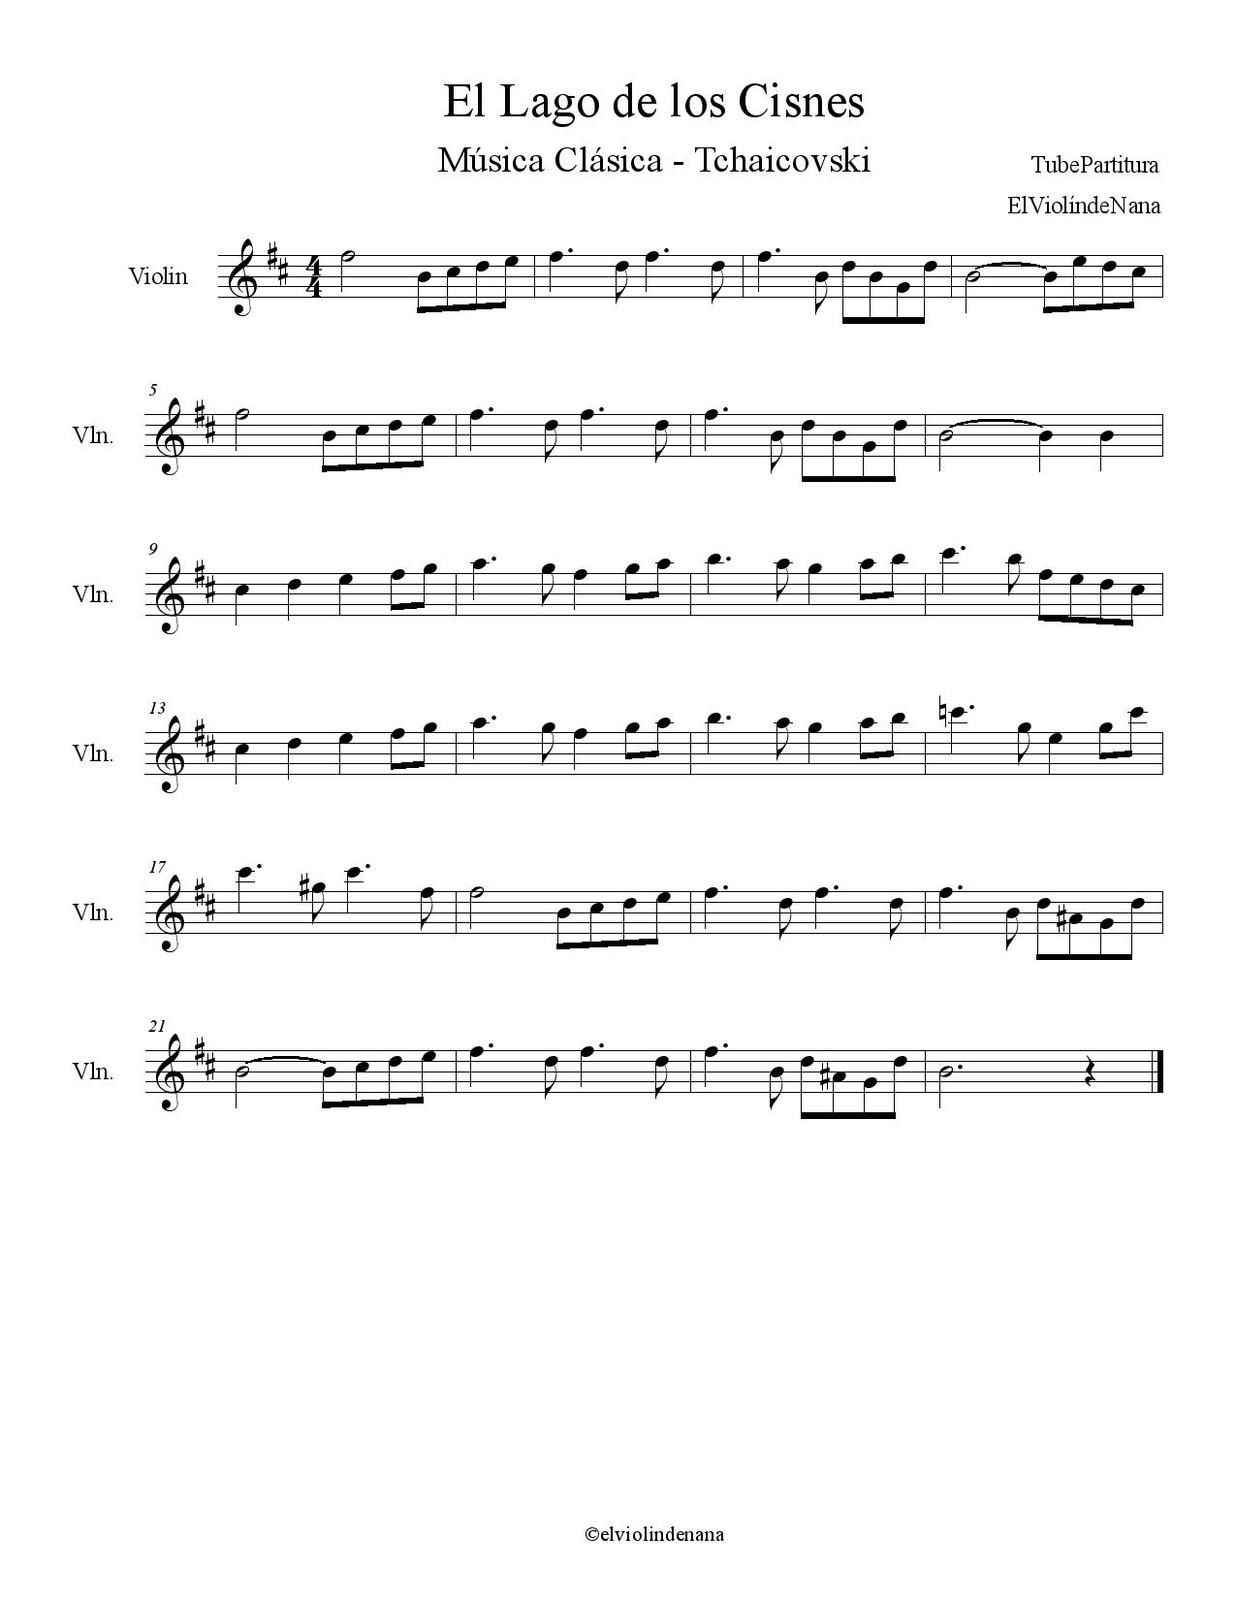 El Lago de los Cisnes
Música Clásica - Tchaicovski
TubePartitura
ElViolíndeNana
Violin
4
4
5
Vln.
9
Vln.
13
Vln.
17
Vln.
21
Vln.
©elviolindenana